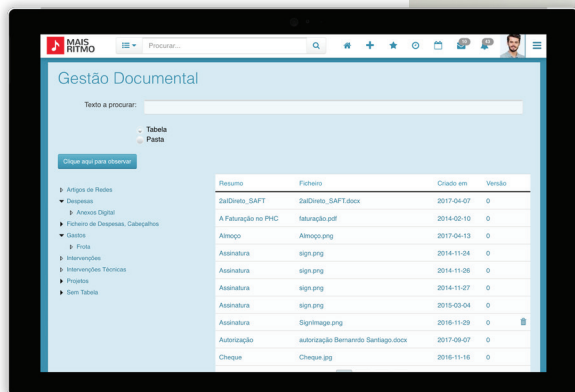 MAIS RITMO
Procurar...
Gestão Documental
Texto a procurar:
Tabela
Pasta
Clique aqui para observar
Artigos de Redes
Despesas
Anexos Digital
Ficheiro de Despesas, Cabeçalhos
Gastos
Frota
Intervenções
Intervenções Técnicas
Projetos
Sem Tabela
Resumo Ficheiro Criado em Versão
2alDireto_SAFT 2alDireto_SAFT.docx 2017-04-07 0
A Faturação no PHC faturação.pdf 2014-02-10 0
Almoço Almoço.png 2017-04-13 0
Assinatura sign.png 2014-11-24 0
Assinatura sign.png 2014-11-26 0
Assinatura sign.png 2014-11-27 0
Assinatura sign.png 2015-03-04 0
Assinatura SignImage.png 2016-11-29 0
Autorização autorização Bernanrdo Santiago.docx 2017-09-07 0
Cheque Cheque.jpg 2016-11-16 0